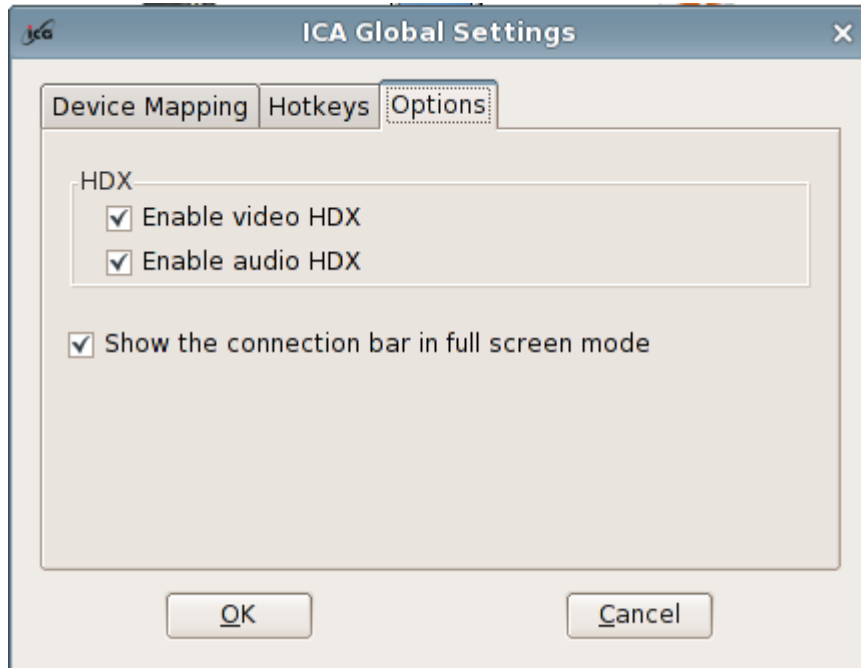 ica
ICA Global Settings
Device Mapping Hotkeys Options
HDX
Enable video HDX
Enable audio HDX
Show the connection bar in full screen mode
OK Cancel